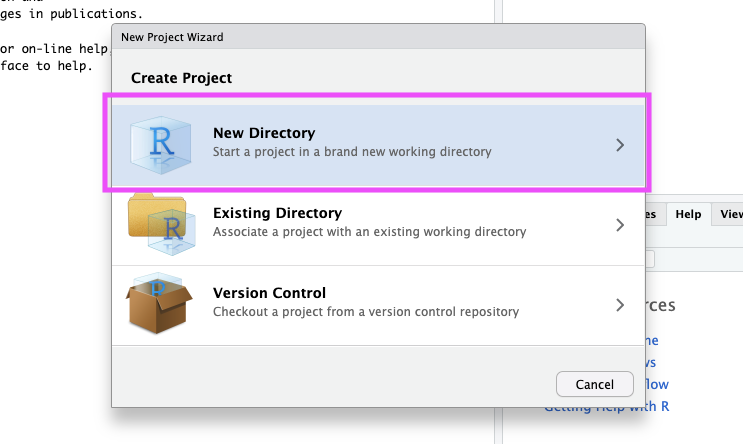 ges in publications.
or on-line help,
face to help.
New Project Wizard
Create Project
New Directory
Start a project in a brand new working directory
Existing Directory
Associate a project with an existing working directory
Version Control
Checkout a project from a version control repository
Cancel
es
Help
View
rces
ne
ws
flow
Getting Help with R